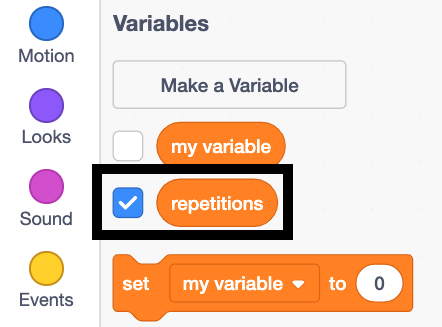 Variables
Motion
Make a Variable
Looks
my variable
repetitions
Sound
set my variable to 0
Events